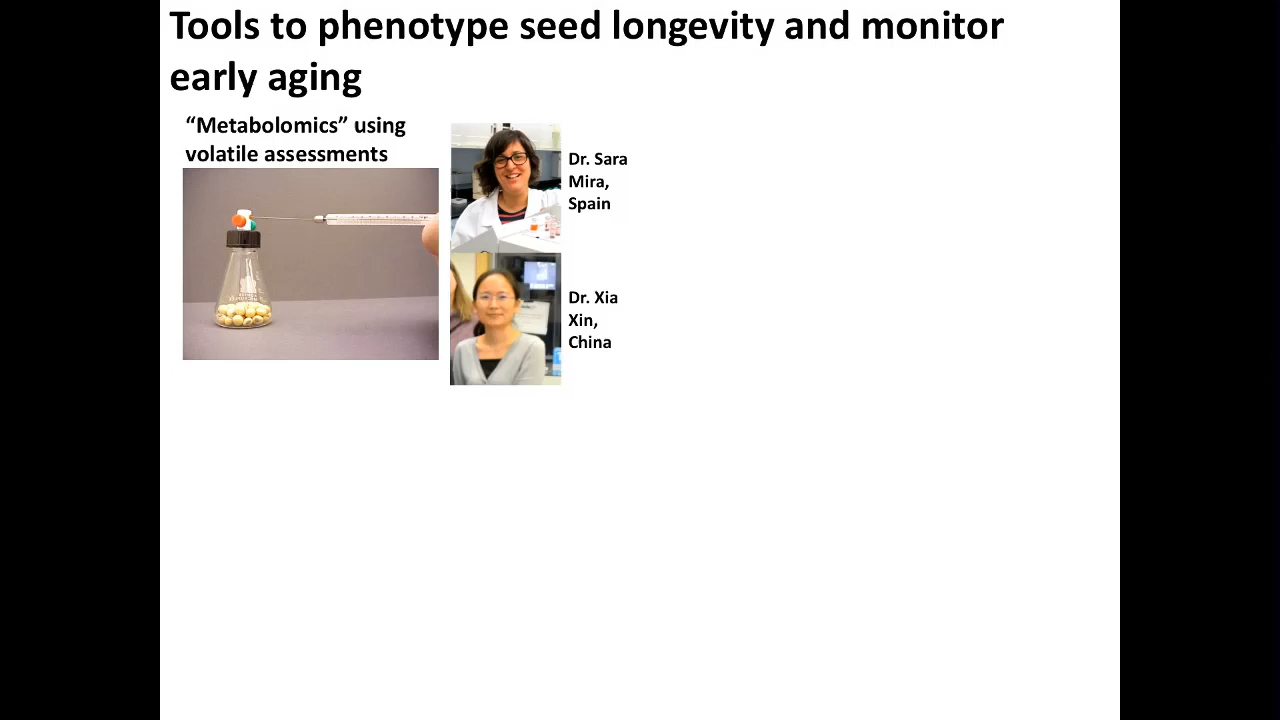 Tools to phenotype seed longevity and monitor
early aging
“Metabolomics” using
volatile assessments
Dr. Sara
Mira,
Spain
Dr. Xia
Xin,
China